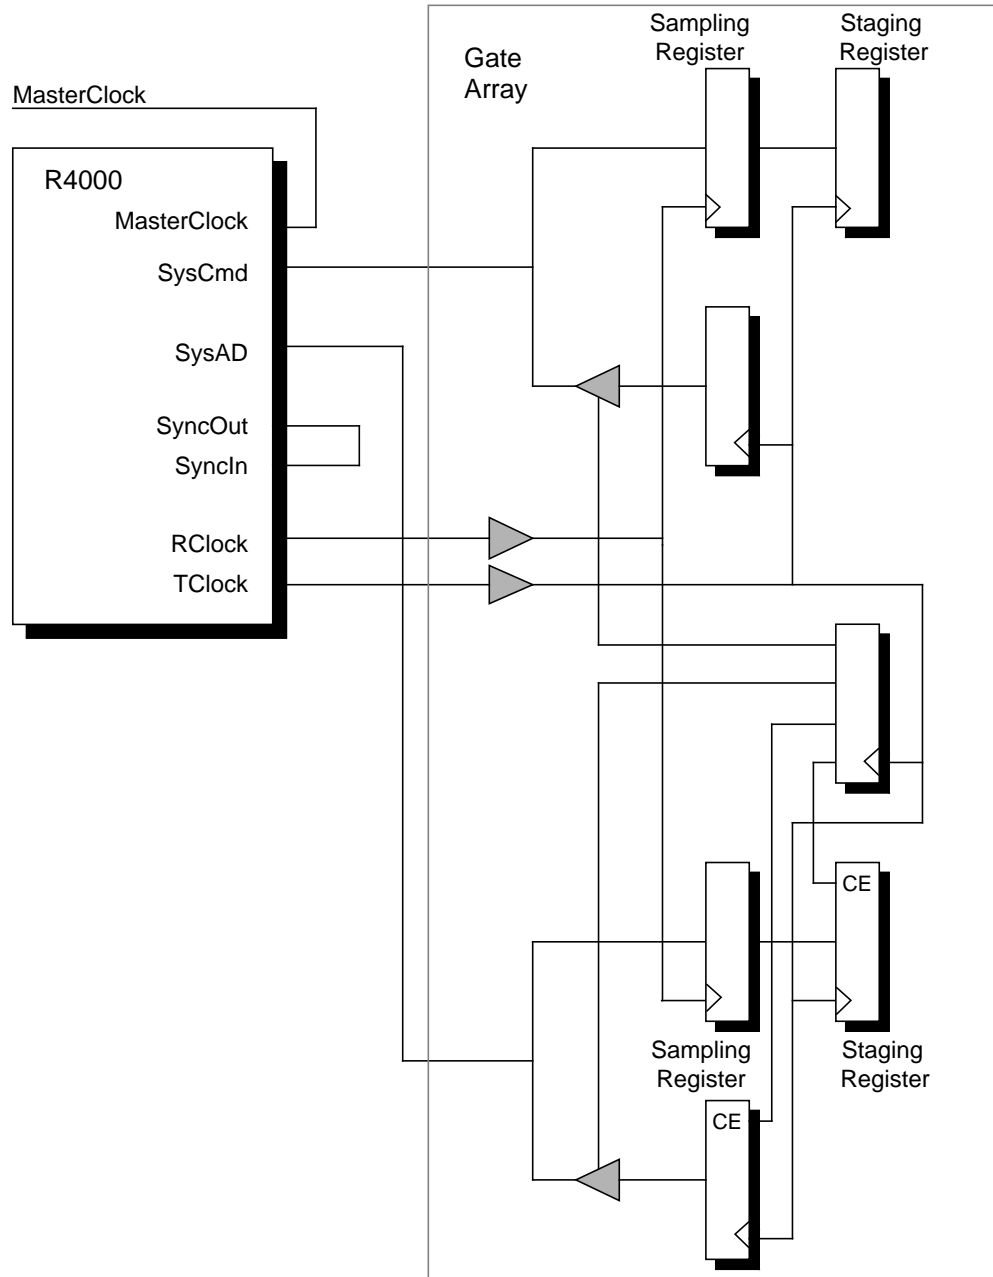 Sampling
Register
Staging
Register
Gate
Array
MasterClock
R4000
MasterClock
SysCmd
SysAD
SyncOut
SyncIn
RClock
TClock
CE
Sampling
Register
Staging
Register
CE